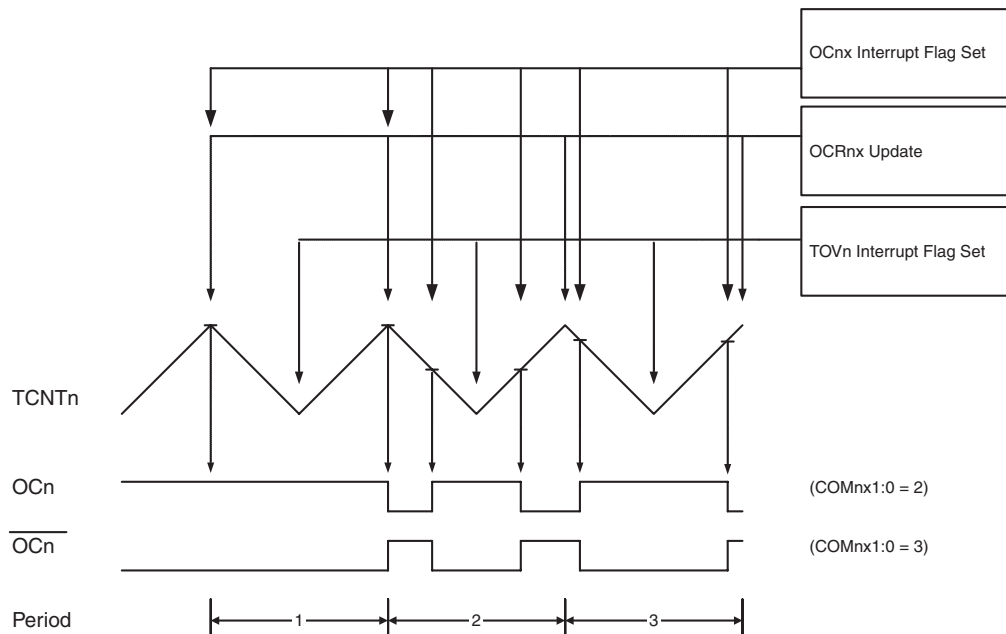 OCnx Interrupt Flag Set
OCRnx Update
TOVn Interrupt Flag Set
TCNTn
OCn
(COMnx1:0 = 2)
OCn
(COMnx1:0 = 3)
Period
1
2
3